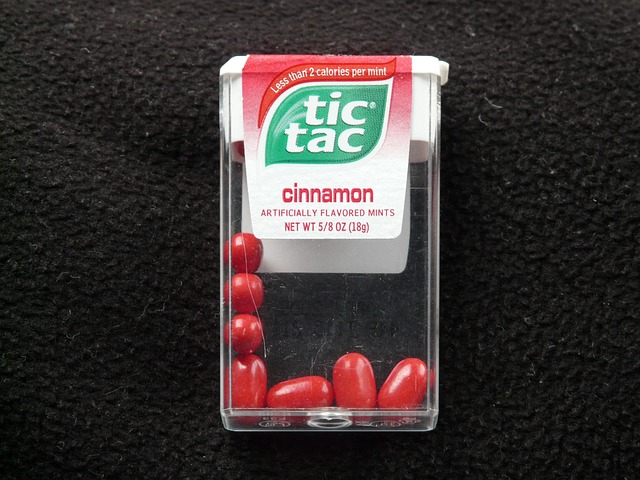 Less than 2 calories per mint
tic®
tac
cinnamon
ARTIFICIALLY FLAVORED MINTS
NET WT 5/8 OZ (18g)